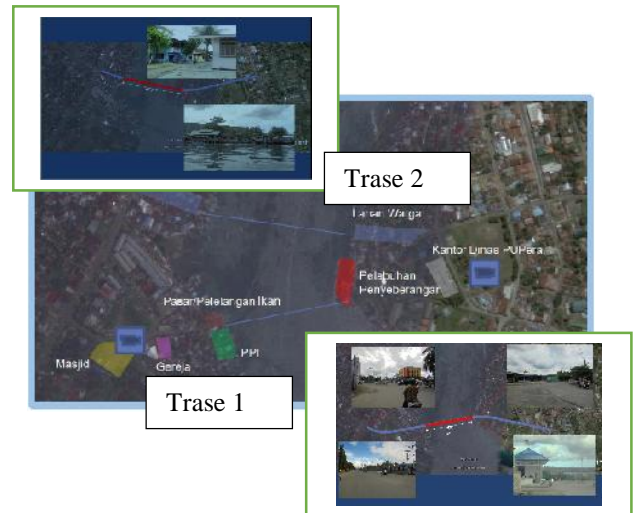 Trase 2
Lahan Warga
Kantor Dinas PUPera
Pelabuhan
Penyeberangan
Pasar/Pelelangan Ikan
PPI
Masjid
Gereja
Trase 1